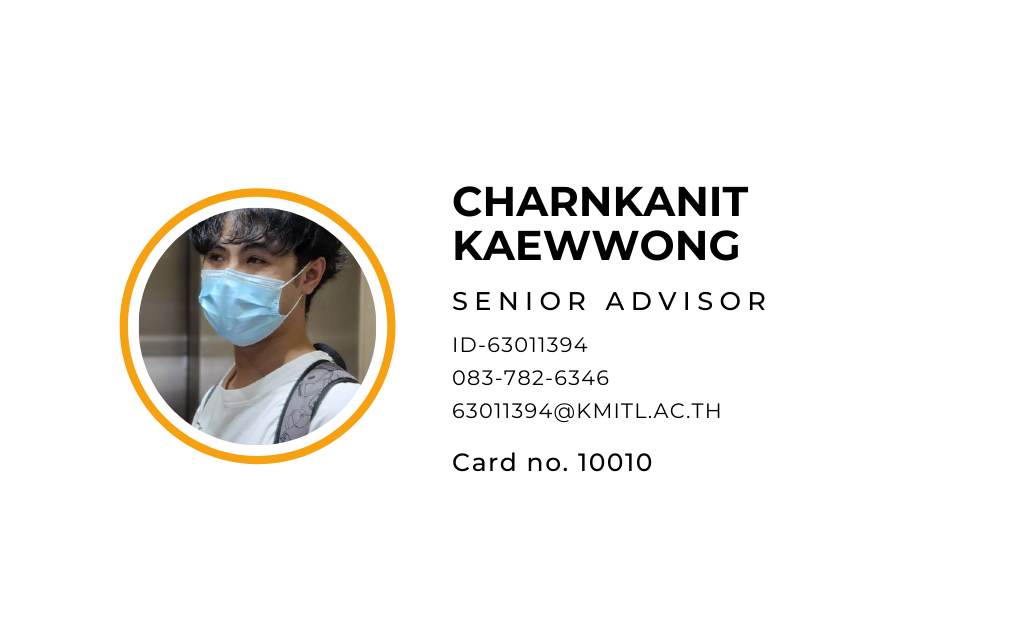 CHARNKANIT
KAEWWONG
SENIOR ADVISOR
ID-63011394
083-782-6346
63011394@KMITL.AC.TH
Card no. 10010